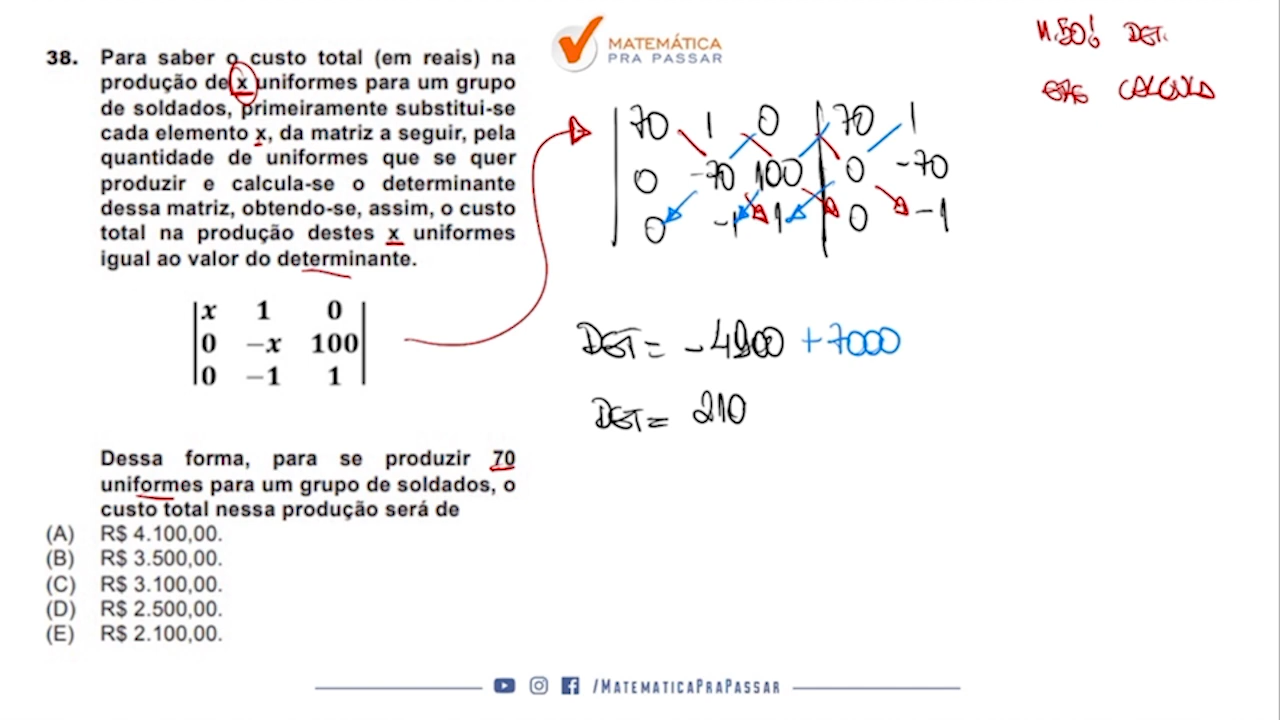 38. Para saber o custo total (em reais) na
produção de x uniformes para um grupo
de soldados, primeiramente substitui-se
cada elemento x, da matriz a seguir, pela
quantidade de uniformes que se quer
produzir e calcula-se o determinante
dessa matriz, obtendo-se, assim, o custo
total na produção destes x uniformes
igual ao valor do determinante.
x 1 0
0 −x 100
0 −1 1
Dessa forma, para se produzir 70
uniformes para um grupo de soldados, o
custo total nessa produção será de
(A) R$ 4.100,00.
(B) R$ 3.500,00.
(C) R$ 3.100,00.
(D) R$ 2.500,00.
(E) R$ 2.100,00.
MATEMÁTICA
PRA PASSAR
DET.
CALCULA
70 1 0 70 1
0 -70 100 0 -70
0 -1 1 0 -1
DET = -4900 +7000
DET = 210
/MATEMATICAPRAPASSAR